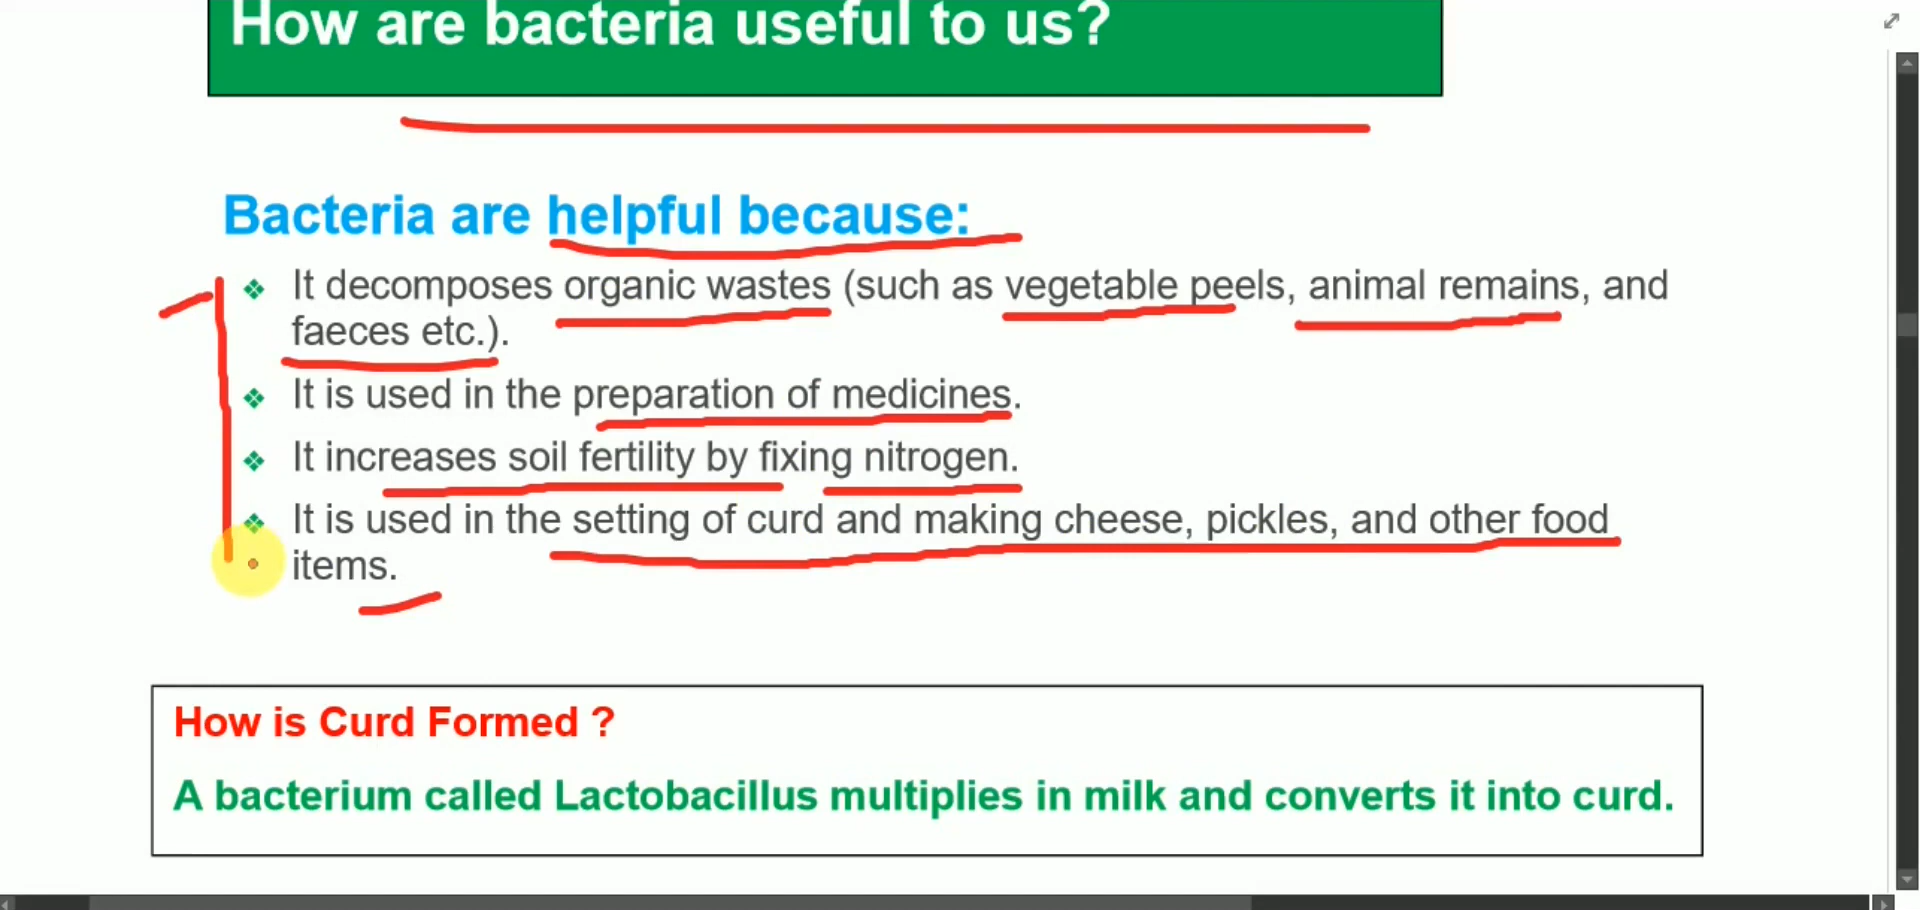 How are bacteria useful to us?
Bacteria are helpful because:
❖ It decomposes organic wastes (such as vegetable peels, animal remains, and
faeces etc.).
❖ It is used in the preparation of medicines.
❖ It increases soil fertility by fixing nitrogen.
❖ It is used in the setting of curd and making cheese, pickles, and other food
items.
How is Curd Formed ?
A bacterium called Lactobacillus multiplies in milk and converts it into curd.